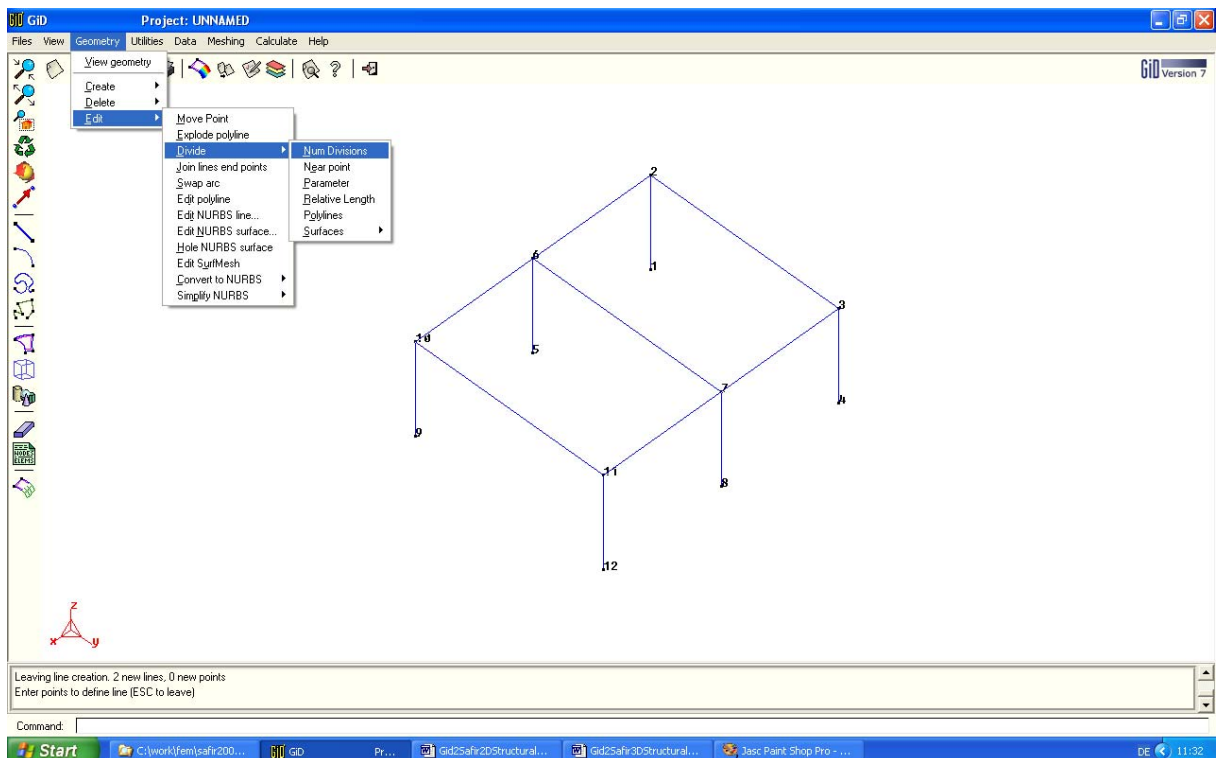 GiD Project: UNNAMED
Files View Geometry Utilities Data Meshing Calculate Help
View geometry
Create
Delete
Edit
Move Point
Explode polyline
Divide
Join lines end points
Swap arc
Edit polyline
Edit NURBS line...
Edit NURBS surface...
Hole NURBS surface
Edit SurfMesh
Convert to NURBS
Simplify NURBS
Num Divisions
Near point
Parameter
Relative Length
Polylines
Surfaces
GiD Version 7
2
1
6
3
10
5
7
4
9
11
8
12
z
x y
NODES
ELEMS
Leaving line creation. 2 new lines, 0 new points
Enter points to define line (ESC to leave)
Command:
Start C:\work\fem\safir200... GiD Pr... Gid2Safir2DStructural... Gid2Safir3DStructural... Jasc Paint Shop Pro - ... DE 11:32